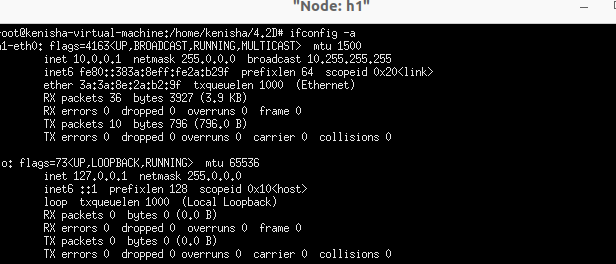 "Node: h1"
root@kenisha-virtual-machine:/home/kenisha/4.2D# ifconfig -a
h1-eth0: flags=4163<UP,BROADCAST,RUNNING,MULTICAST>  mtu 1500
inet 10.0.0.1  netmask 255.0.0.0  broadcast 10.255.255.255
inet6 fe80::383a:8eff:fe2a:b29f  prefixlen 64  scopeid 0x20<link>
ether 3a:3a:8e:2a:b2:9f  txqueuelen 1000  (Ethernet)
RX packets 36  bytes 3927 (3.9 KB)
RX errors 0  dropped 0  overruns 0  frame 0
TX packets 10  bytes 796 (796.0 B)
TX errors 0  dropped 0 overruns 0  carrier 0  collisions 0
lo: flags=73<UP,LOOPBACK,RUNNING>  mtu 65536
inet 127.0.0.1  netmask 255.0.0.0
inet6 ::1  prefixlen 128  scopeid 0x10<host>
loop  txqueuelen 1000  (Local Loopback)
RX packets 0  bytes 0 (0.0 B)
RX errors 0  dropped 0  overruns 0  frame 0
TX packets 0  bytes 0 (0.0 B)
TX errors 0  dropped 0 overruns 0  carrier 0  collisions 0